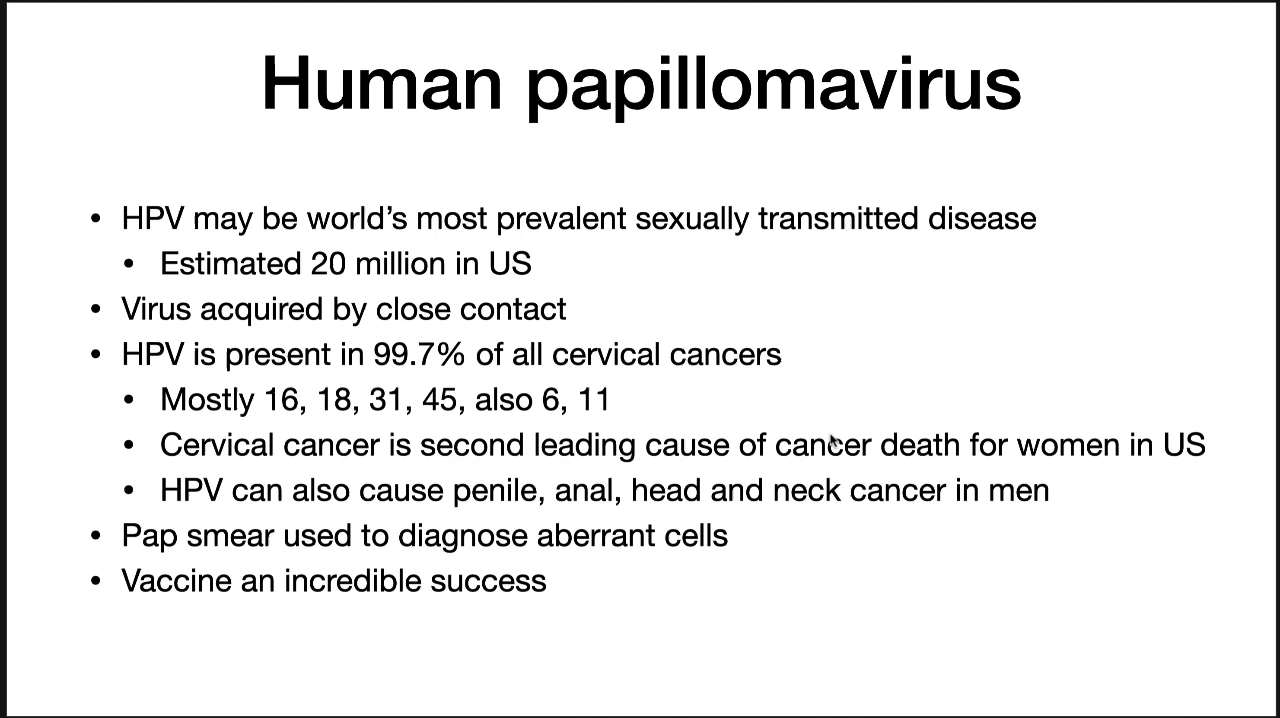 Human papillomavirus
• HPV may be world’s most prevalent sexually transmitted disease
• Estimated 20 million in US
• Virus acquired by close contact
• HPV is present in 99.7% of all cervical cancers
• Mostly 16, 18, 31, 45, also 6, 11
• Cervical cancer is second leading cause of cancer death for women in US
• HPV can also cause penile, anal, head and neck cancer in men
• Pap smear used to diagnose aberrant cells
• Vaccine an incredible success